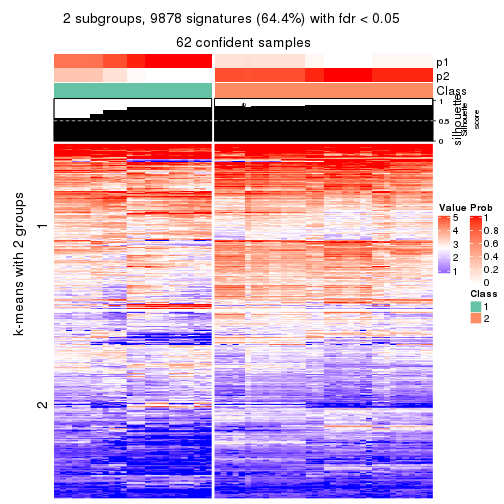 2 subgroups, 9878 signatures (64.4%) with fdr < 0.05
62 confident samples
p1
p2
Class
1
0.5
0
silhouette
Silhouette
score
k-means with 2 groups
1
2
Value
5
4
3
2
1
Prob
1
0.8
0.6
0.4
0.2
0
Class
1
2